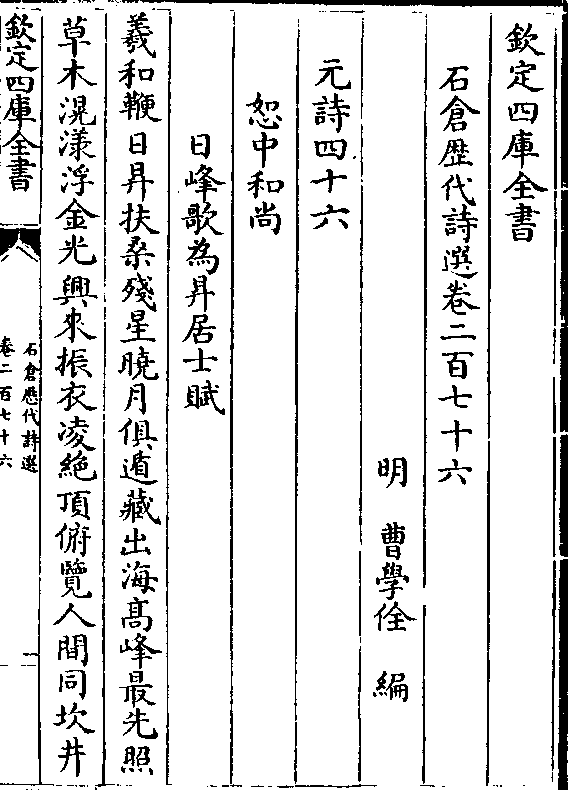 欽定四庫全書
石倉歴代詩選卷二百七十六
明　曹學佺　編
元詩四十六
恕中和尚
日峰歌為昇居士賦
羲和鞭日昇扶桑殘星曉月俱遁藏出海高峰最先照
草木滉漾浮金光興來振衣凌絶頂俯覽人間同坎井
欽定四庫全書
石倉歴代詩選
卷二百七十六
一